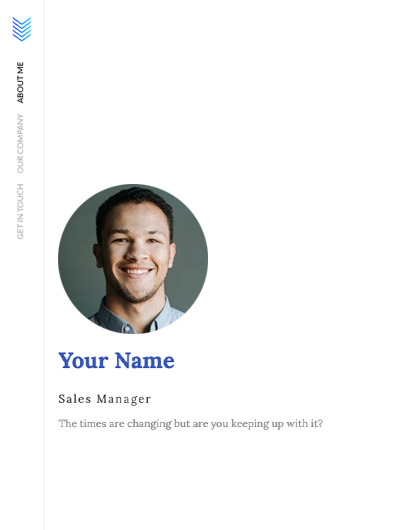 ABOUT ME
OUR COMPANY
GET IN TOUCH
Your Name
Sales Manager
The times are changing but are you keeping up with it?